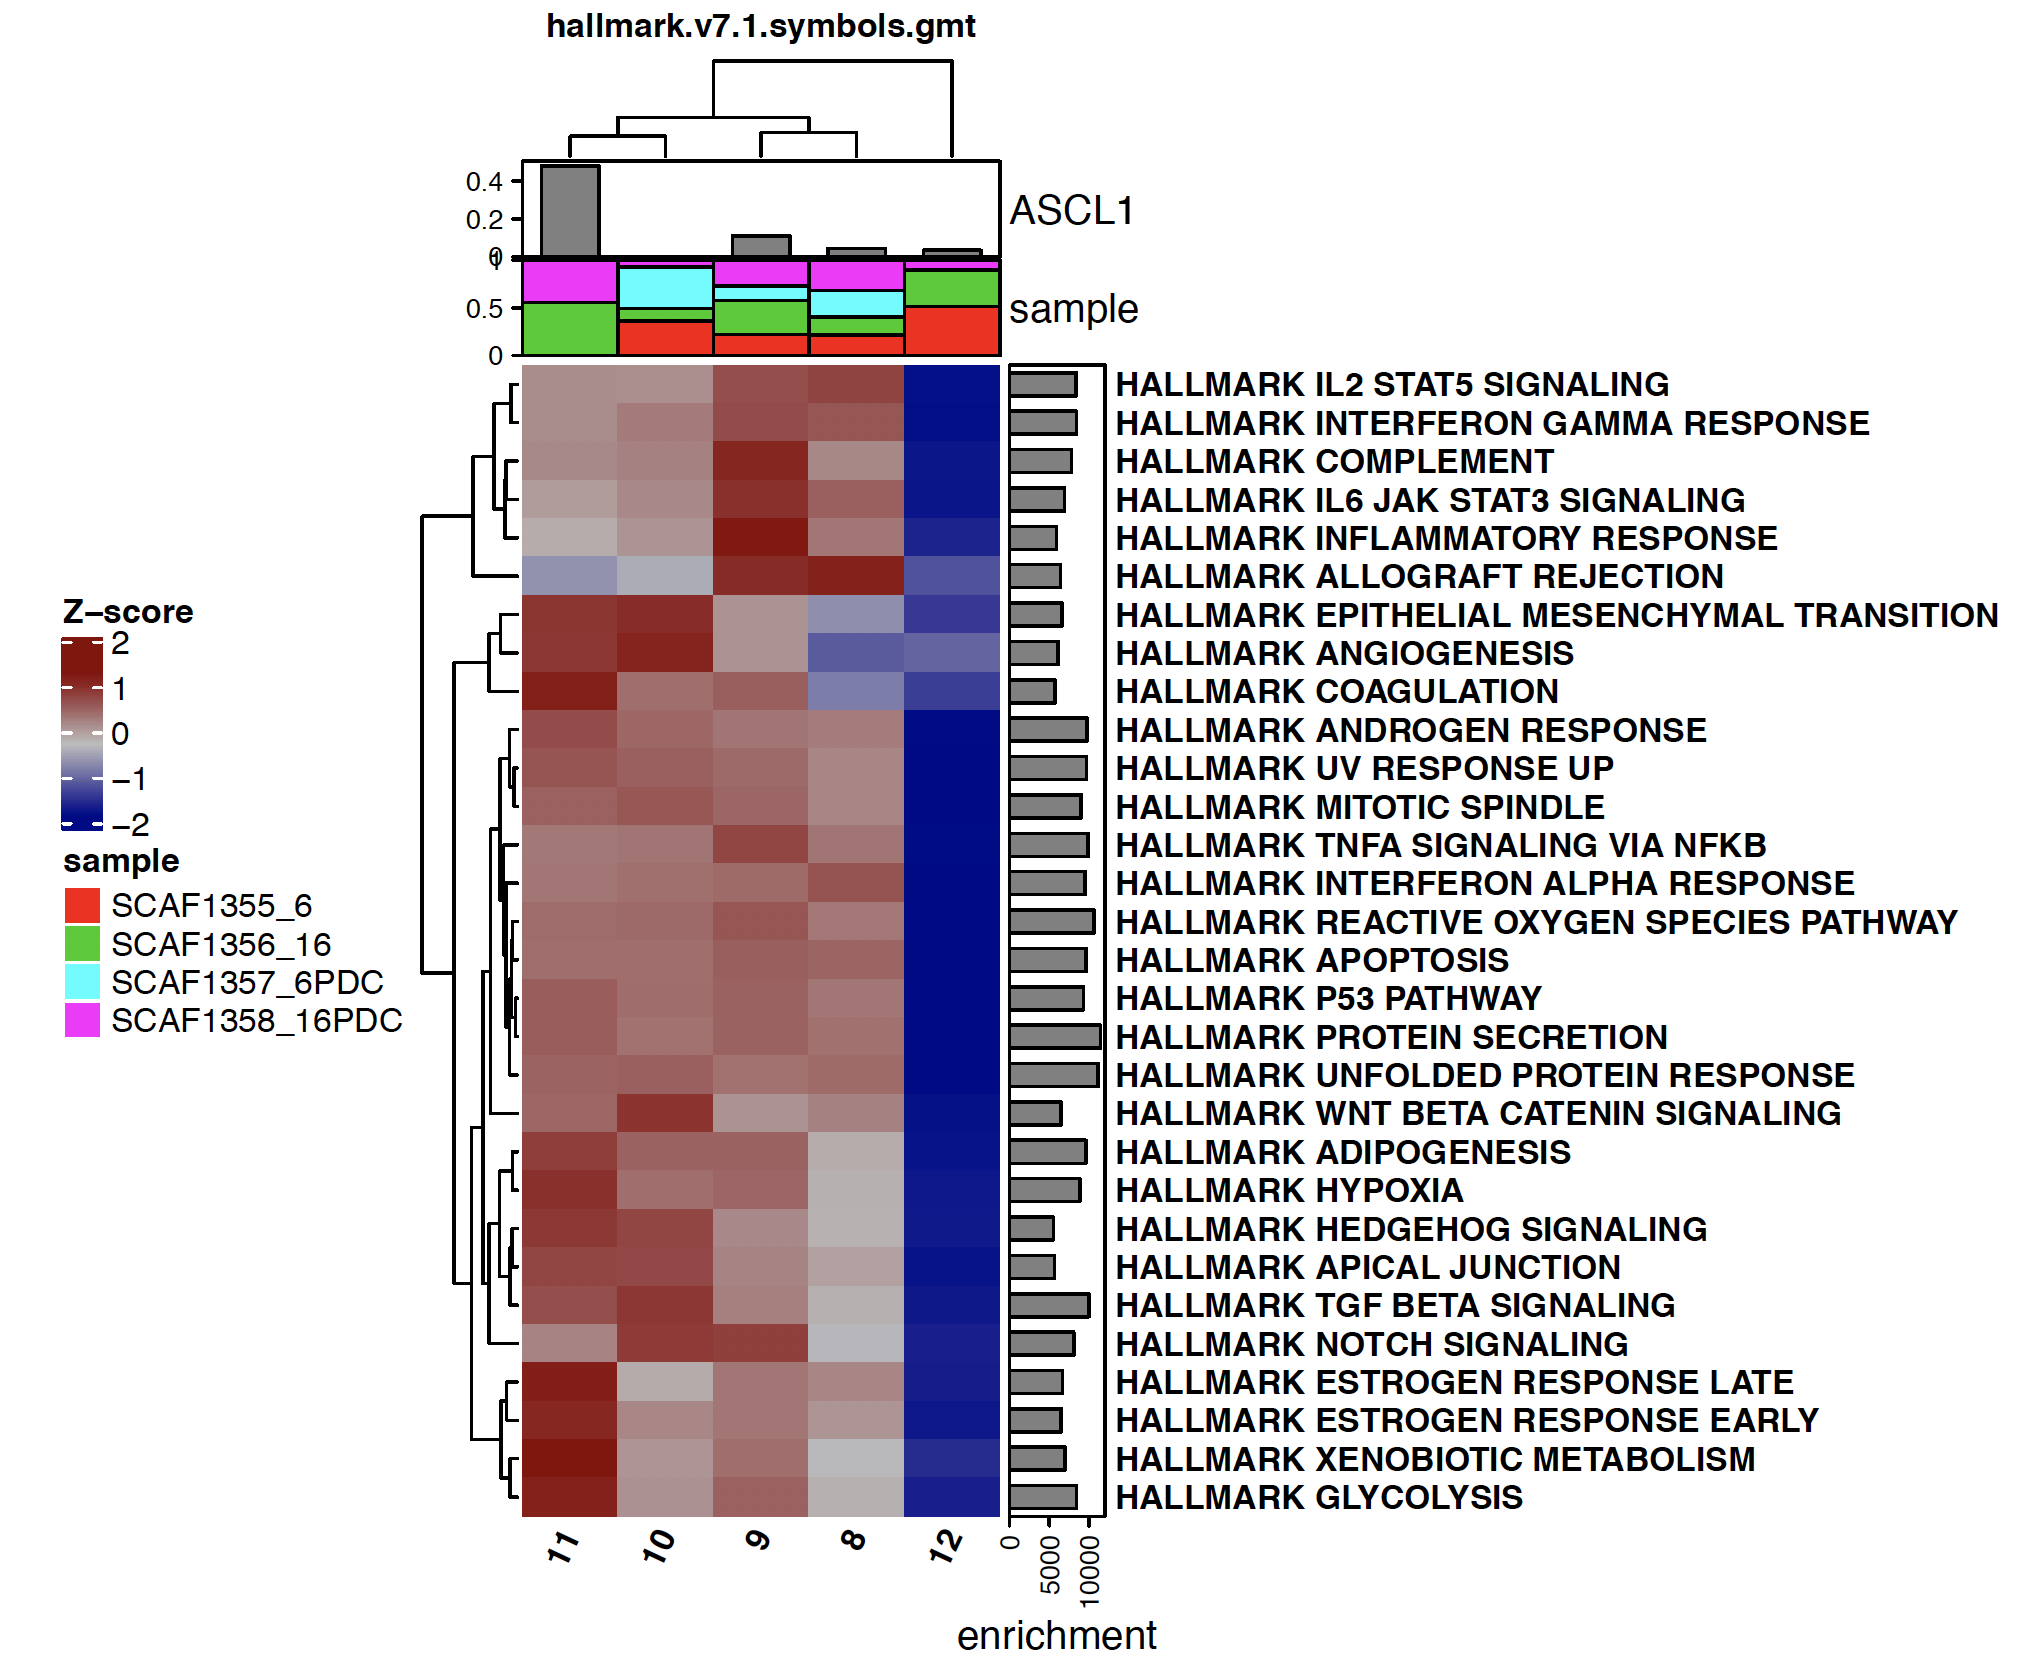 hallmark.v7.1.symbols.gmt
0.4
0.2
0
ASCL1
1
0.5
0
sample
HALLMARK IL2 STAT5 SIGNALING
HALLMARK INTERFERON GAMMA RESPONSE
HALLMARK COMPLEMENT
HALLMARK IL6 JAK STAT3 SIGNALING
HALLMARK INFLAMMATORY RESPONSE
HALLMARK ALLOGRAFT REJECTION
HALLMARK EPITHELIAL MESENCHYMAL TRANSITION
HALLMARK ANGIOGENESIS
HALLMARK COAGULATION
HALLMARK ANDROGEN RESPONSE
HALLMARK UV RESPONSE UP
HALLMARK MITOTIC SPINDLE
HALLMARK TNFA SIGNALING VIA NFKB
HALLMARK INTERFERON ALPHA RESPONSE
HALLMARK REACTIVE OXYGEN SPECIES PATHWAY
HALLMARK APOPTOSIS
HALLMARK P53 PATHWAY
HALLMARK PROTEIN SECRETION
HALLMARK UNFOLDED PROTEIN RESPONSE
HALLMARK WNT BETA CATENIN SIGNALING
HALLMARK ADIPOGENESIS
HALLMARK HYPOXIA
HALLMARK HEDGEHOG SIGNALING
HALLMARK APICAL JUNCTION
HALLMARK TGF BETA SIGNALING
HALLMARK NOTCH SIGNALING
HALLMARK ESTROGEN RESPONSE LATE
HALLMARK ESTROGEN RESPONSE EARLY
HALLMARK XENOBIOTIC METABOLISM
HALLMARK GLYCOLYSIS
Z−score
2
1
0
−1
−2
sample
SCAF1355_6
SCAF1356_16
SCAF1357_6PDC
SCAF1358_16PDC
11 10 9 8 12
0 5000 10000
enrichment